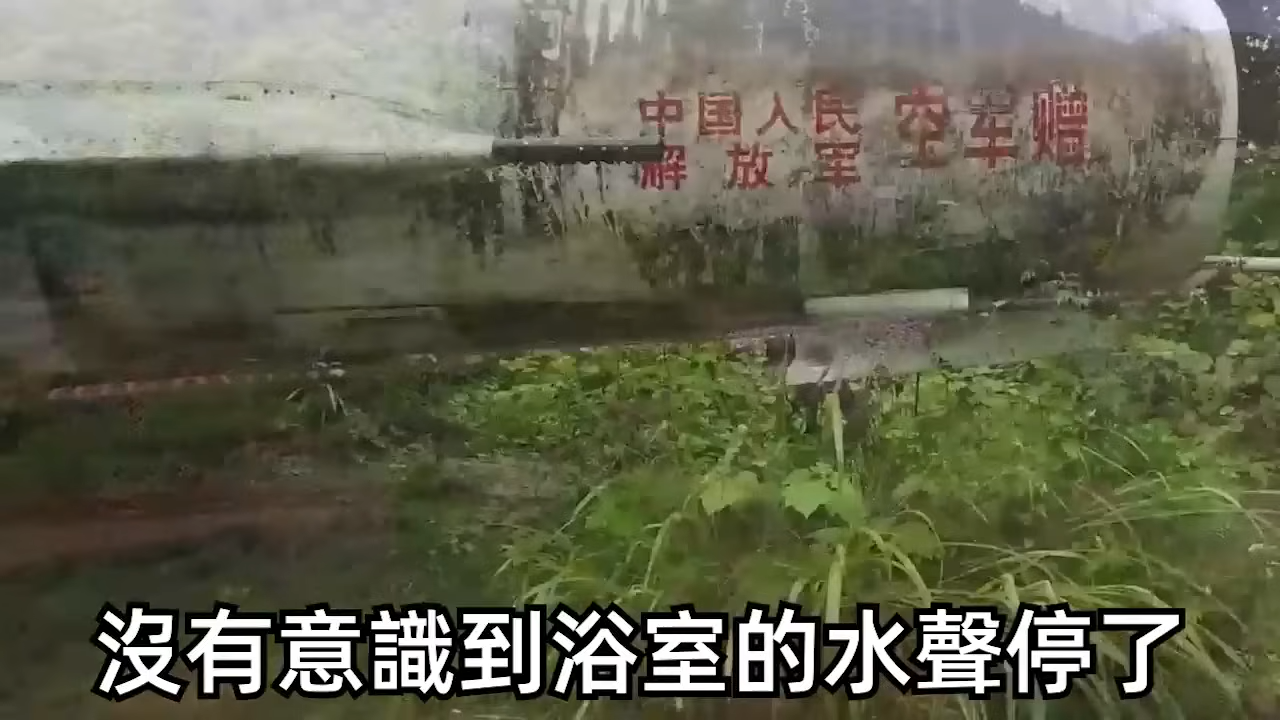 中国人民
解放军
空军赠
沒有意識到浴室的水聲停了